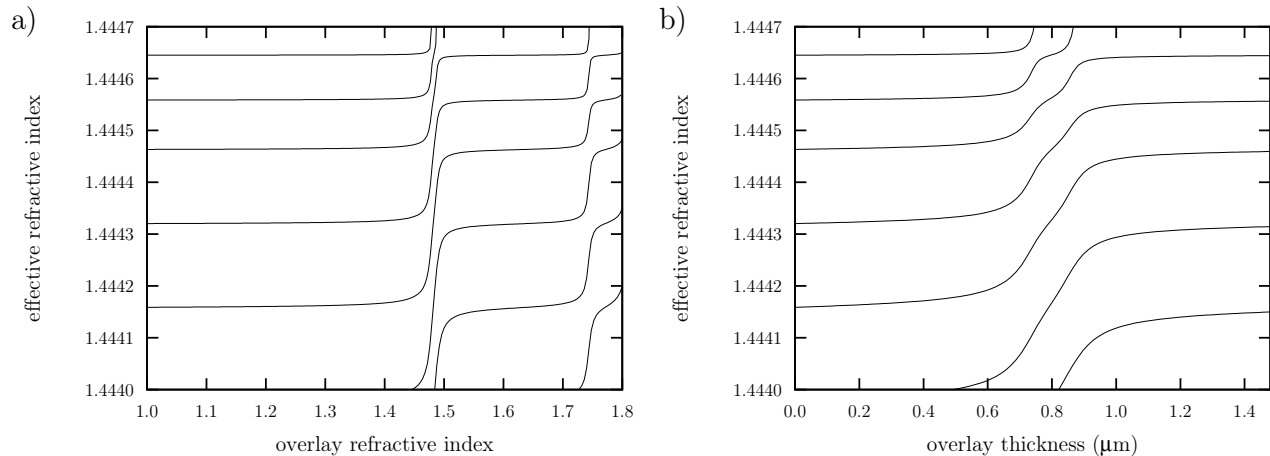 a)
1.4447
1.4446
1.4445
1.4444
1.4443
1.4442
1.4441
1.4440
effective refractive index
1.0 1.1 1.2 1.3 1.4 1.5 1.6 1.7 1.8
overlay refractive index
b)
1.4447
1.4446
1.4445
1.4444
1.4443
1.4442
1.4441
1.4440
effective refractive index
0.0 0.2 0.4 0.6 0.8 1.0 1.2 1.4
overlay thickness (μm)